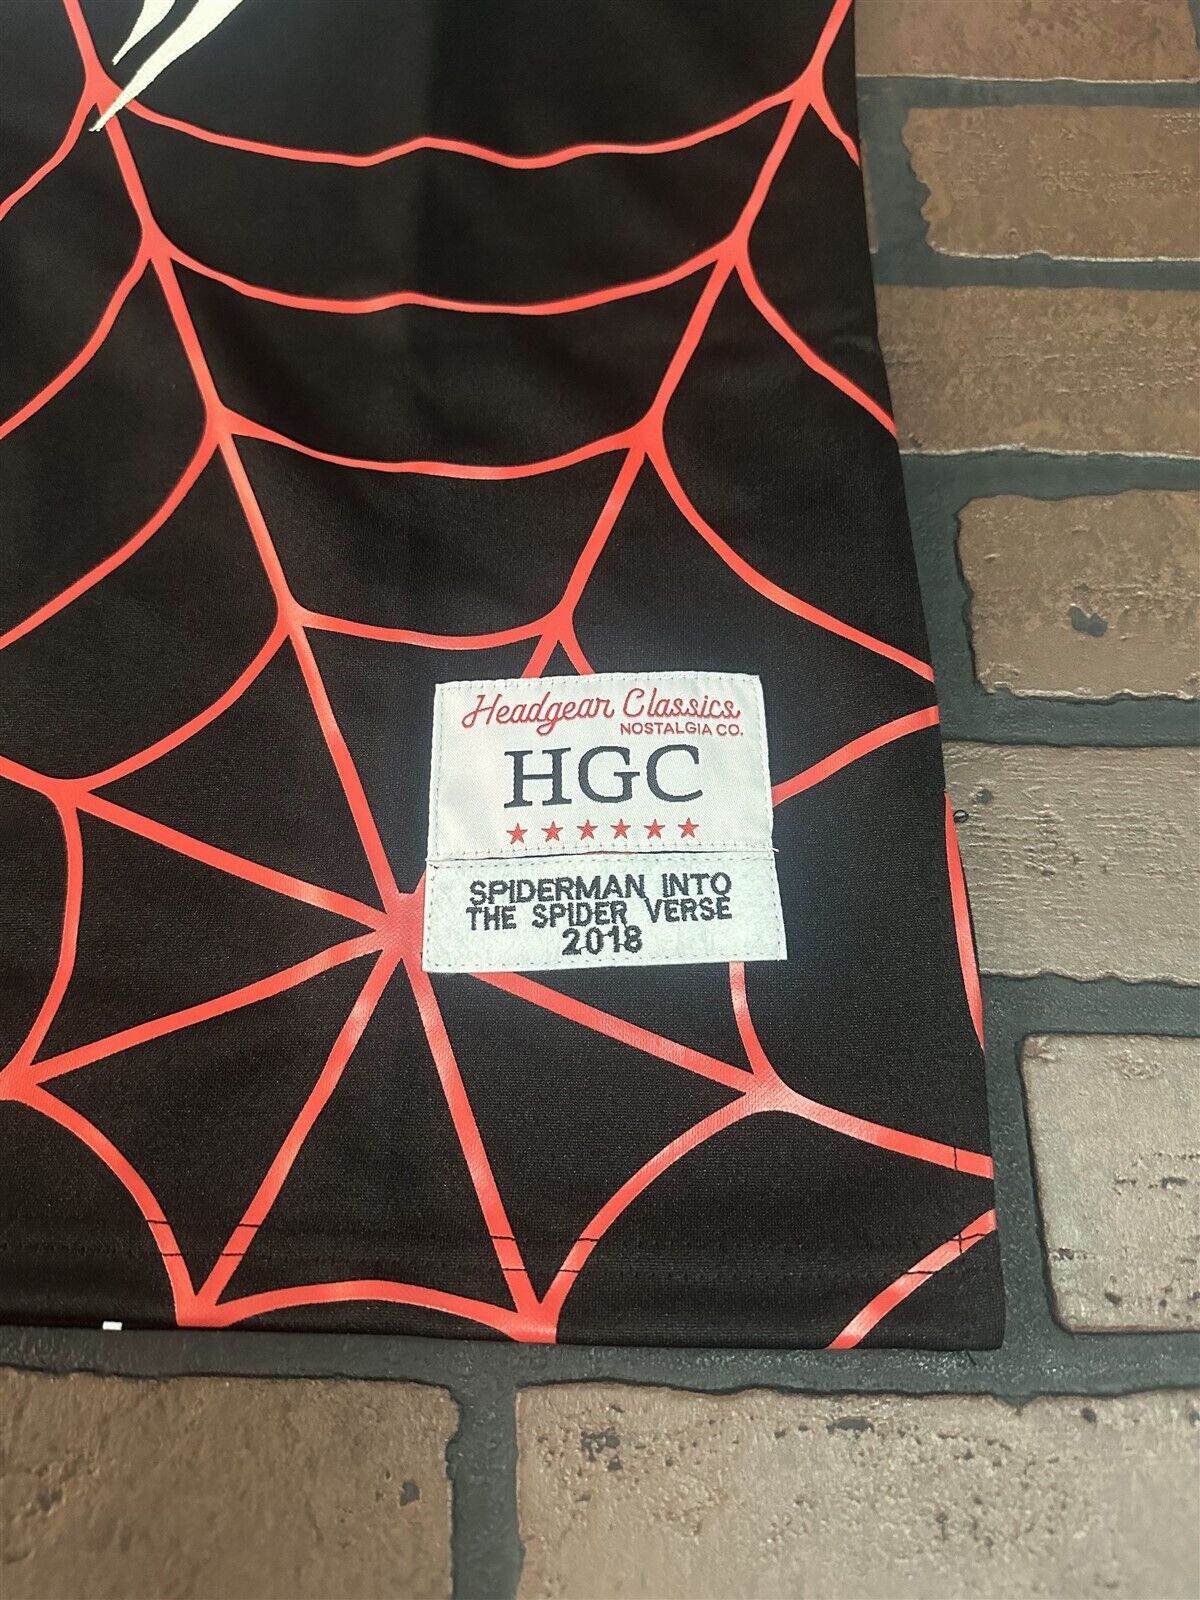 Headgear Classics
NOSTALGIA CO.
HGC
SPIDERMAN INTO
THE SPIDER VERSE
2018